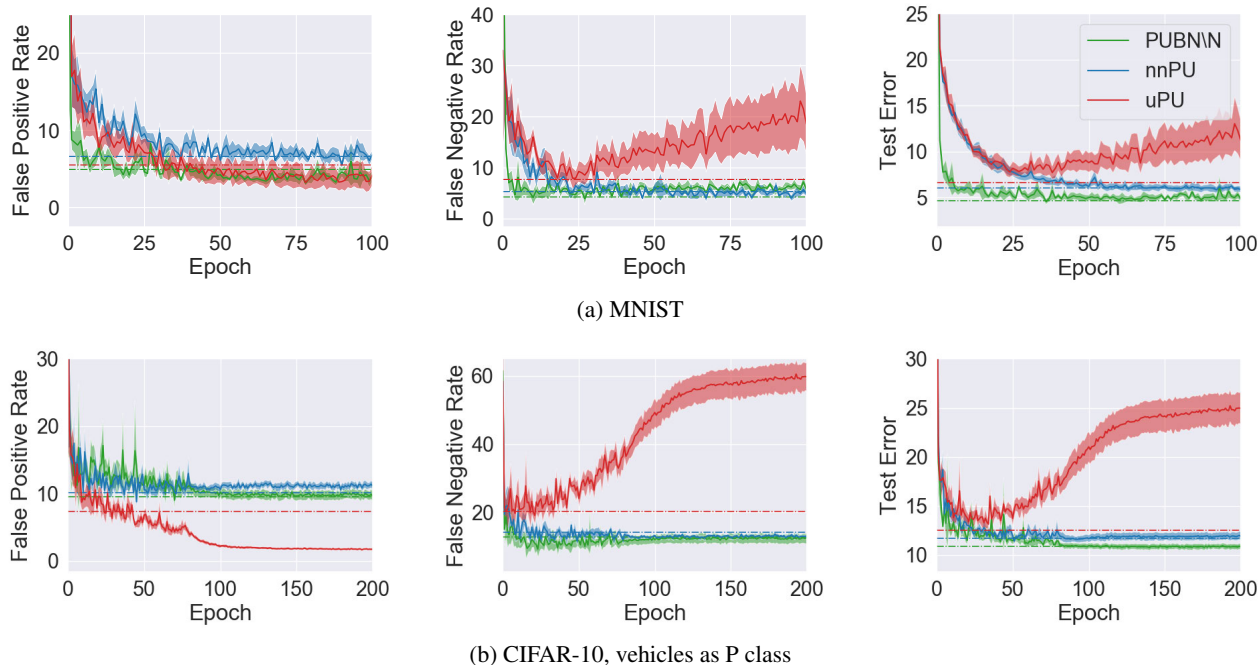 False Positive Rate
20
10
0
0 25 50 75 100
Epoch
False Negative Rate
40
30
20
10
0
0 25 50 75 100
Epoch
Test Error
25
20
15
10
5
0 25 50 75 100
Epoch
PUBN\N
nnPU
uPU
(a) MNIST
False Positive Rate
30
20
10
0
0 50 100 150 200
Epoch
False Negative Rate
60
40
20
0 50 100 150 200
Epoch
Test Error
30
25
20
15
10
0 50 100 150 200
Epoch
(b) CIFAR-10, vehicles as P class